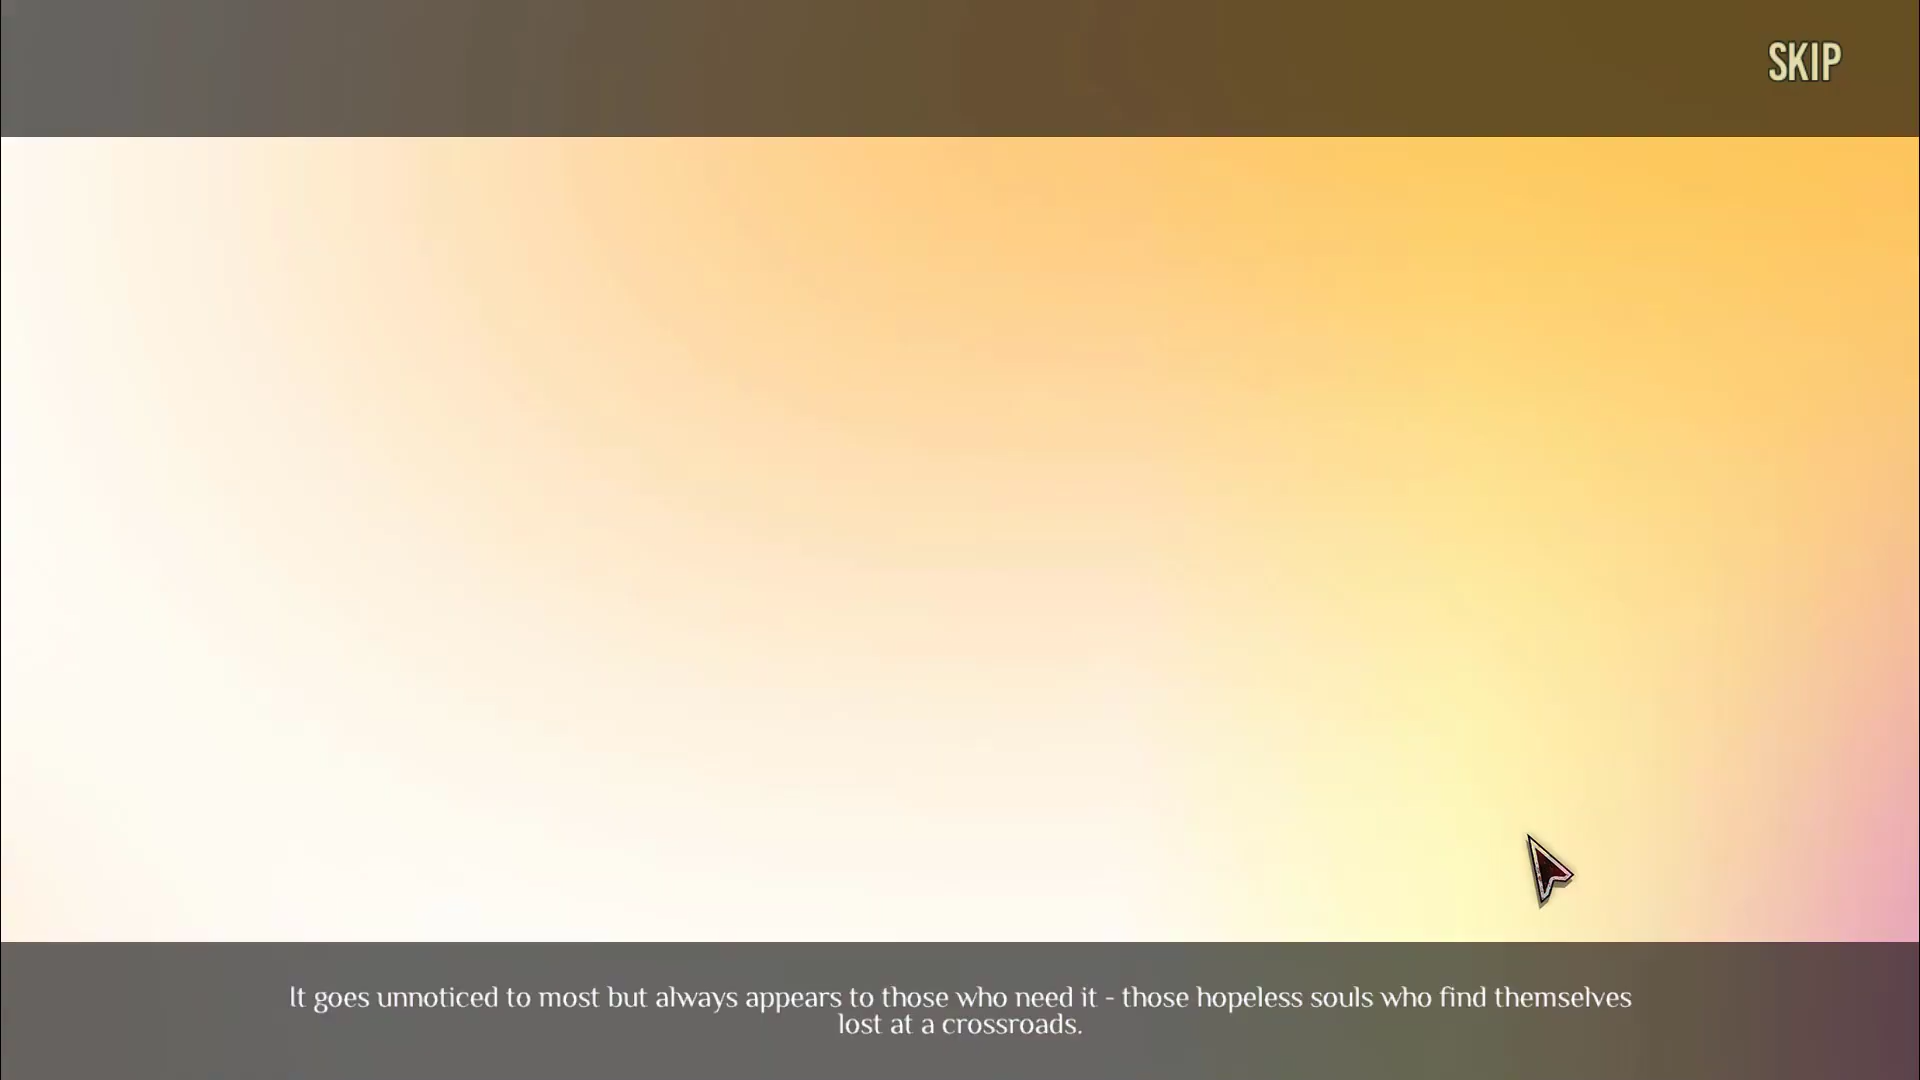 SKIP
It goes unnoticed to most but always appears to those who need it - those hopeless souls who find themselves
lost at a crossroads.